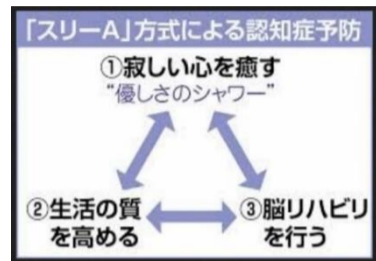 「スリーA」方式による認知症予防
①寂しい心を癒す
“優しさのシャワー”
②生活の質
を高める
③脳リハビリ
を行う